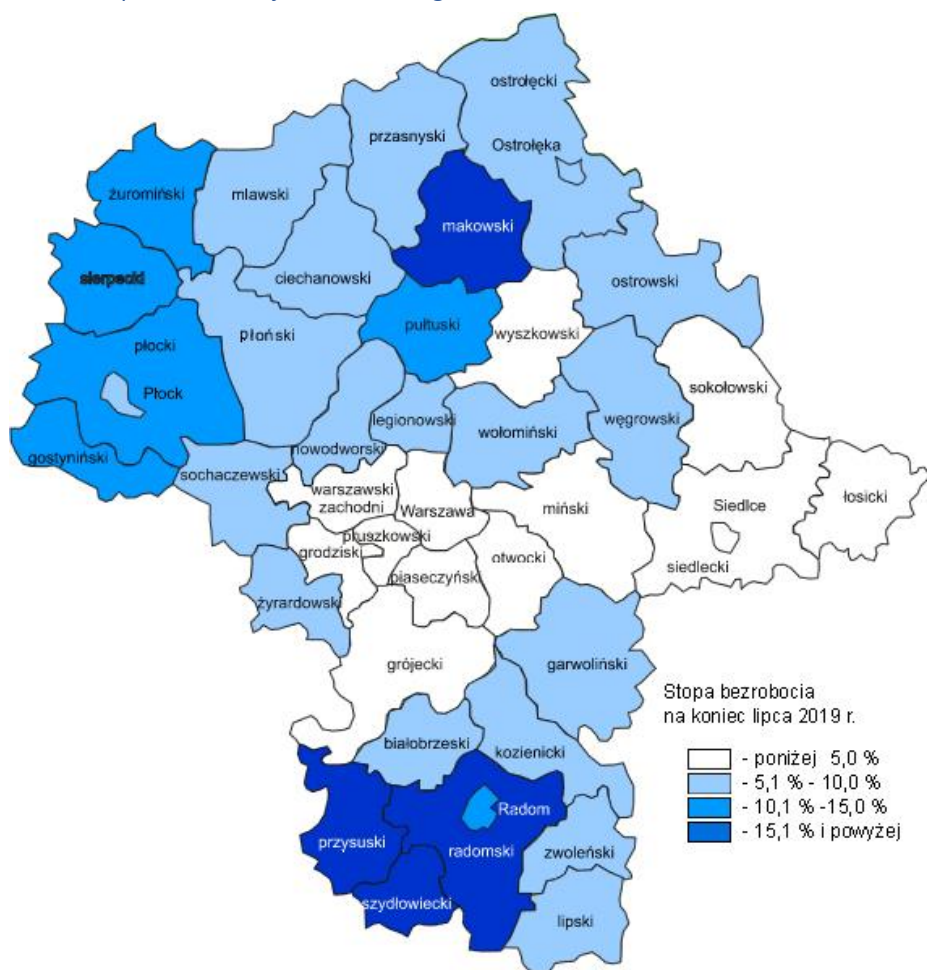 ostrołęcki
przasnyski
Ostrołęka
żuromiński
mlawski
makowski
sierpecki
ciechanowski
ostrowski
płocki
płoński
pułtuski
wyszkowski
sokołowski
Płock
legionowski
wołomiński
węgrowski
gostyniński
nowodworski
sochaczewski
warszawski
zachodni
Warszawa
miński
Siedlce
łosicki
pruszkowski
grodziski
otwocki
siedlecki
piaseczyński
żyrardowski
grójecki
garwoliński
białobrzeski
kozienicki
Radom
przysuski
radomski
zwoleński
szydłowiecki
lipski
Stopa bezrobocia
na koniec lipca 2019 r.
- poniżej 5,0 %
- 5,1 % - 10,0 %
- 10,1 % -15,0 %
- 15,1 % i powyżej